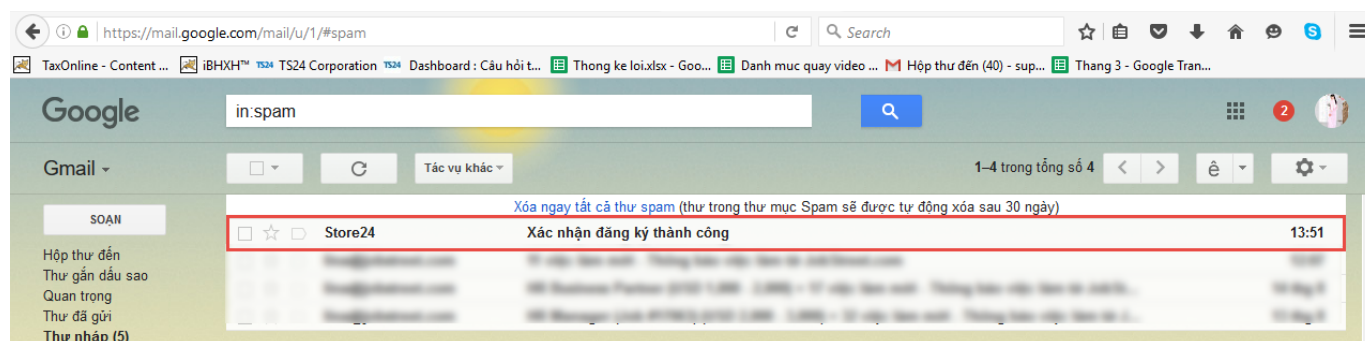 https://mail.google.com/mail/u/1/#spam Search
TaxOnline - Content ... iBHXH™ TS24 TS24 Corporation TS24 Dashboard : Câu hỏi t... Thong ke loi.xlsx - Goo... Danh muc quay video ... Hộp thư đến (40) - sup... Thang 3 - Google Tran...
Google in:spam 2
Gmail Tác vụ khác 1–4 trong tổng số 4 ê
SOẠN
Xóa ngay tất cả thư spam (thư trong thư mục Spam sẽ được tự động xóa sau 30 ngày)
Store24 Xác nhận đăng ký thành công 13:51
Hộp thư đến
Thư gắn dấu sao
Quan trọng
Thư đã gửi
Thư nháp (5)